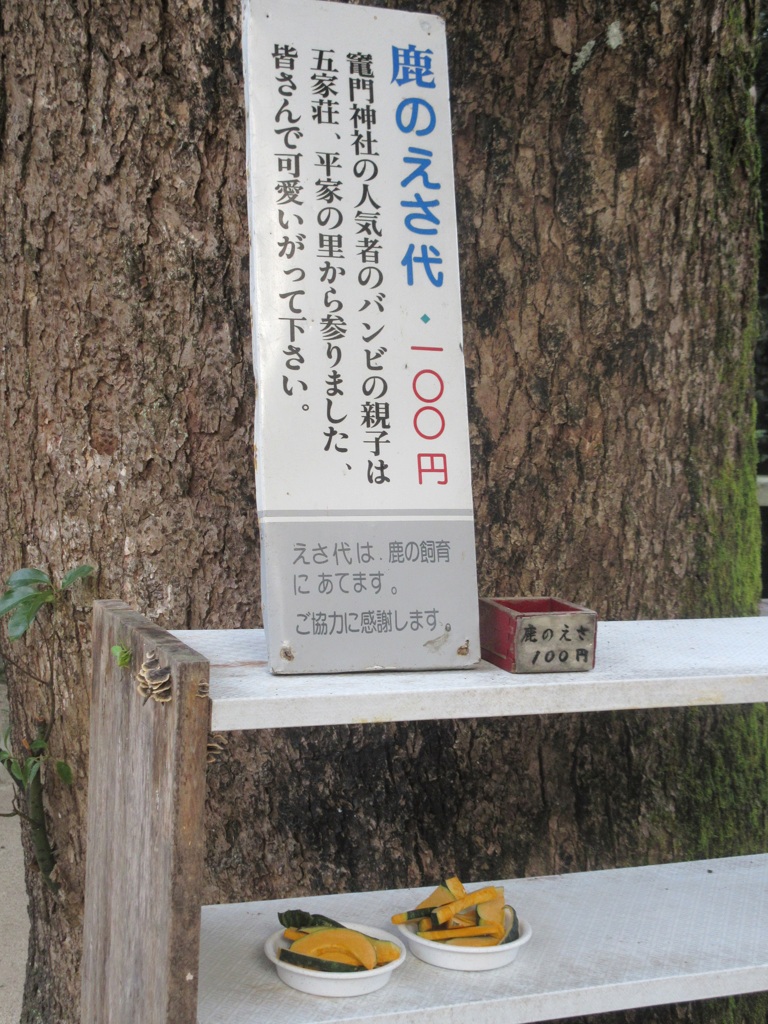 鹿のえさ代・一〇〇円
竃門神社の人気者のバンビの親子は
五家荘、平家の里から参りました、
皆さんで可愛いがって下さい。
えさ代は.鹿の飼育
にあてます。
ご協力に感謝します。
鹿のえさ
100円